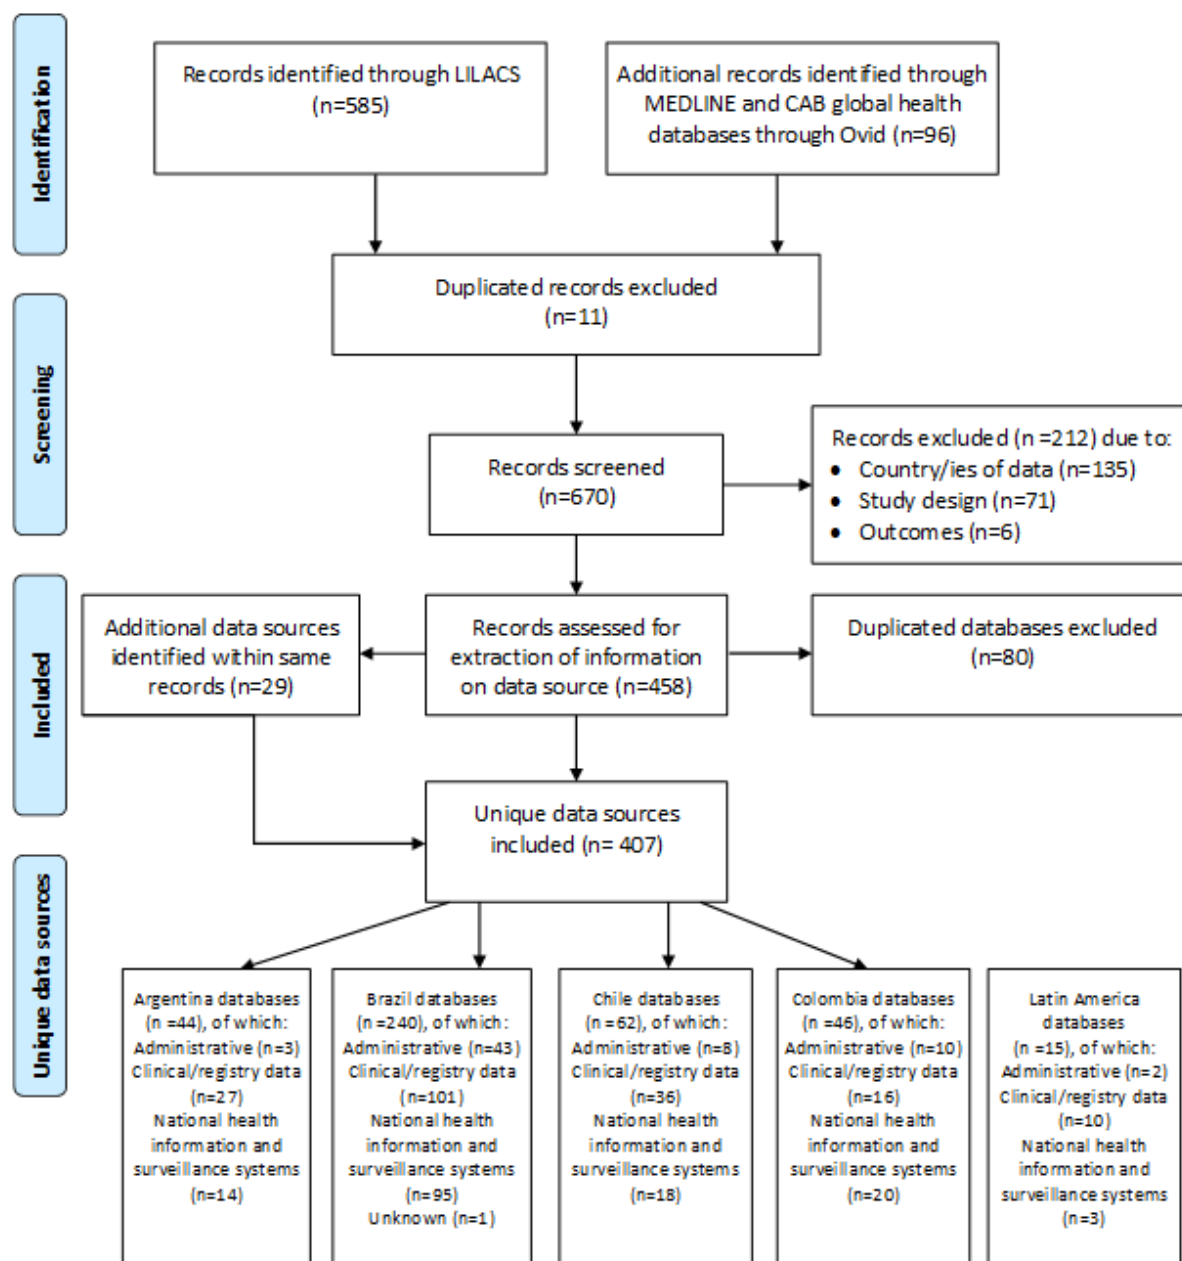 Identification
Records identified through LILACS
(n=585)
Additional records identified through
MEDLINE and CAB global health
databases through Ovid (n=96)
Duplicated records excluded
(n=11)
Screening
Records screened
(n=670)
Records excluded (n =212) due to:
• Country/ies of data (n=135)
• Study design (n=71)
• Outcomes (n=6)
Included
Additional data sources
identified within same
records (n=29)
Records assessed for
extraction of information
on data source (n=458)
Duplicated databases excluded
(n=80)
Unique data sources
included (n= 407)
Unique data sources
Argentina databases
(n =44), of which:
Administrative (n=3)
Clinical/registry data
(n=27)
National health
information and
surveillance systems
(n=14)
Brazil databases
(n =240), of which:
Administrative (n=43)
Clinical/registry data
(n=101)
National health
information and
surveillance systems
(n=95)
Unknown (n=1)
Chile databases
(n =62), of which:
Administrative (n=8)
Clinical/registry data
(n=36)
National health
information and
surveillance systems
(n=18)
Colombia databases
(n =46), of which:
Administrative (n=10)
Clinical/registry data
(n=16)
National health
information and
surveillance systems
(n=20)
Latin America
databases
(n =15), of which:
Administrative (n=2)
Clinical/registry data
(n=10)
National health
information and
surveillance systems
(n=3)